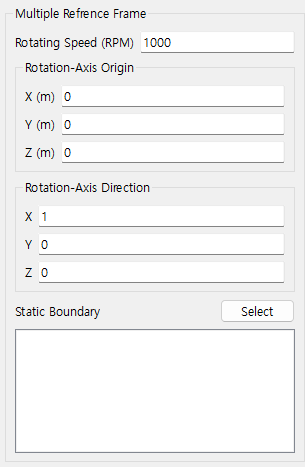 Multiple Refrence Frame
Rotating Speed (RPM) 1000
Rotation-Axis Origin
X (m) 0
Y (m) 0
Z (m) 0
Rotation-Axis Direction
X 1
Y 0
Z 0
Static Boundary Select